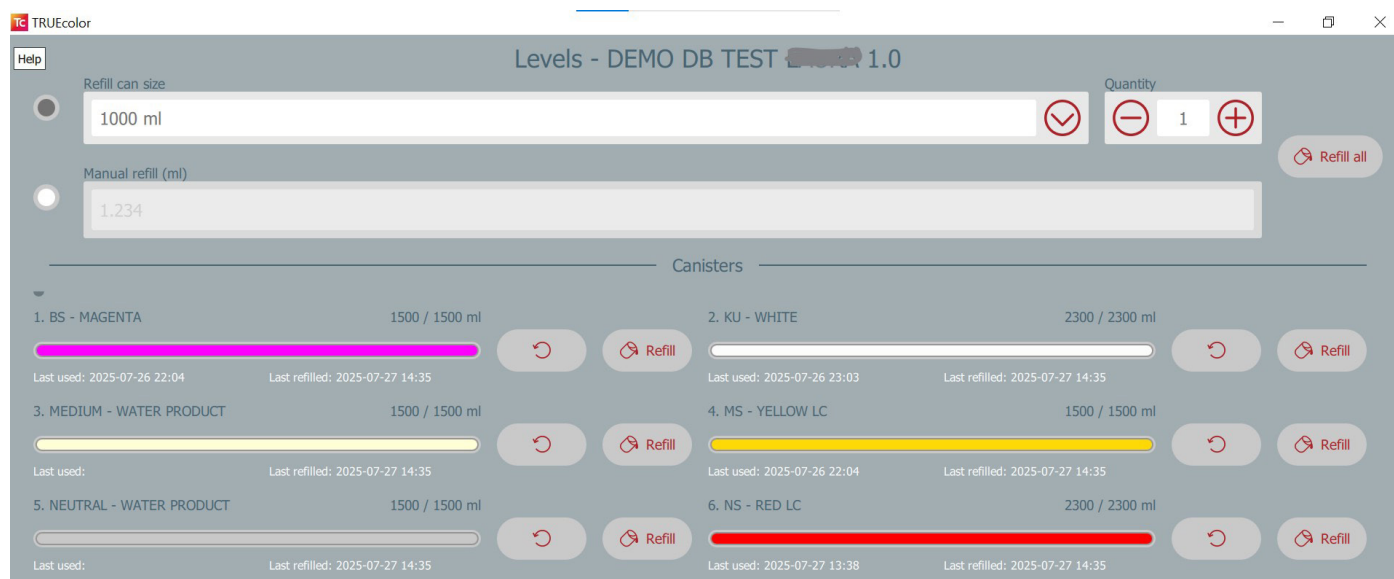 Tc TRUEcolor
Help
Levels - DEMO DB TEST 1.0
Refill can size
Quantity
1000 ml
1
Refill all
Manual refill (ml)
1.234
Canisters
1. BS - MAGENTA 1500 / 1500 ml
Refill
2. KU - WHITE 2300 / 2300 ml
Refill
Last used: 2025-07-26 22:04 Last refilled: 2025-07-27 14:35
Last used: 2025-07-26 23:03 Last refilled: 2025-07-27 14:35
3. MEDIUM - WATER PRODUCT 1500 / 1500 ml
Refill
4. MS - YELLOW LC 1500 / 1500 ml
Refill
Last used: Last refilled: 2025-07-27 14:35
Last used: 2025-07-26 22:04 Last refilled: 2025-07-27 14:35
5. NEUTRAL - WATER PRODUCT 1500 / 1500 ml
Refill
6. NS - RED LC 2300 / 2300 ml
Refill
Last used: Last refilled: 2025-07-27 14:35
Last used: 2025-07-27 13:38 Last refilled: 2025-07-27 14:35